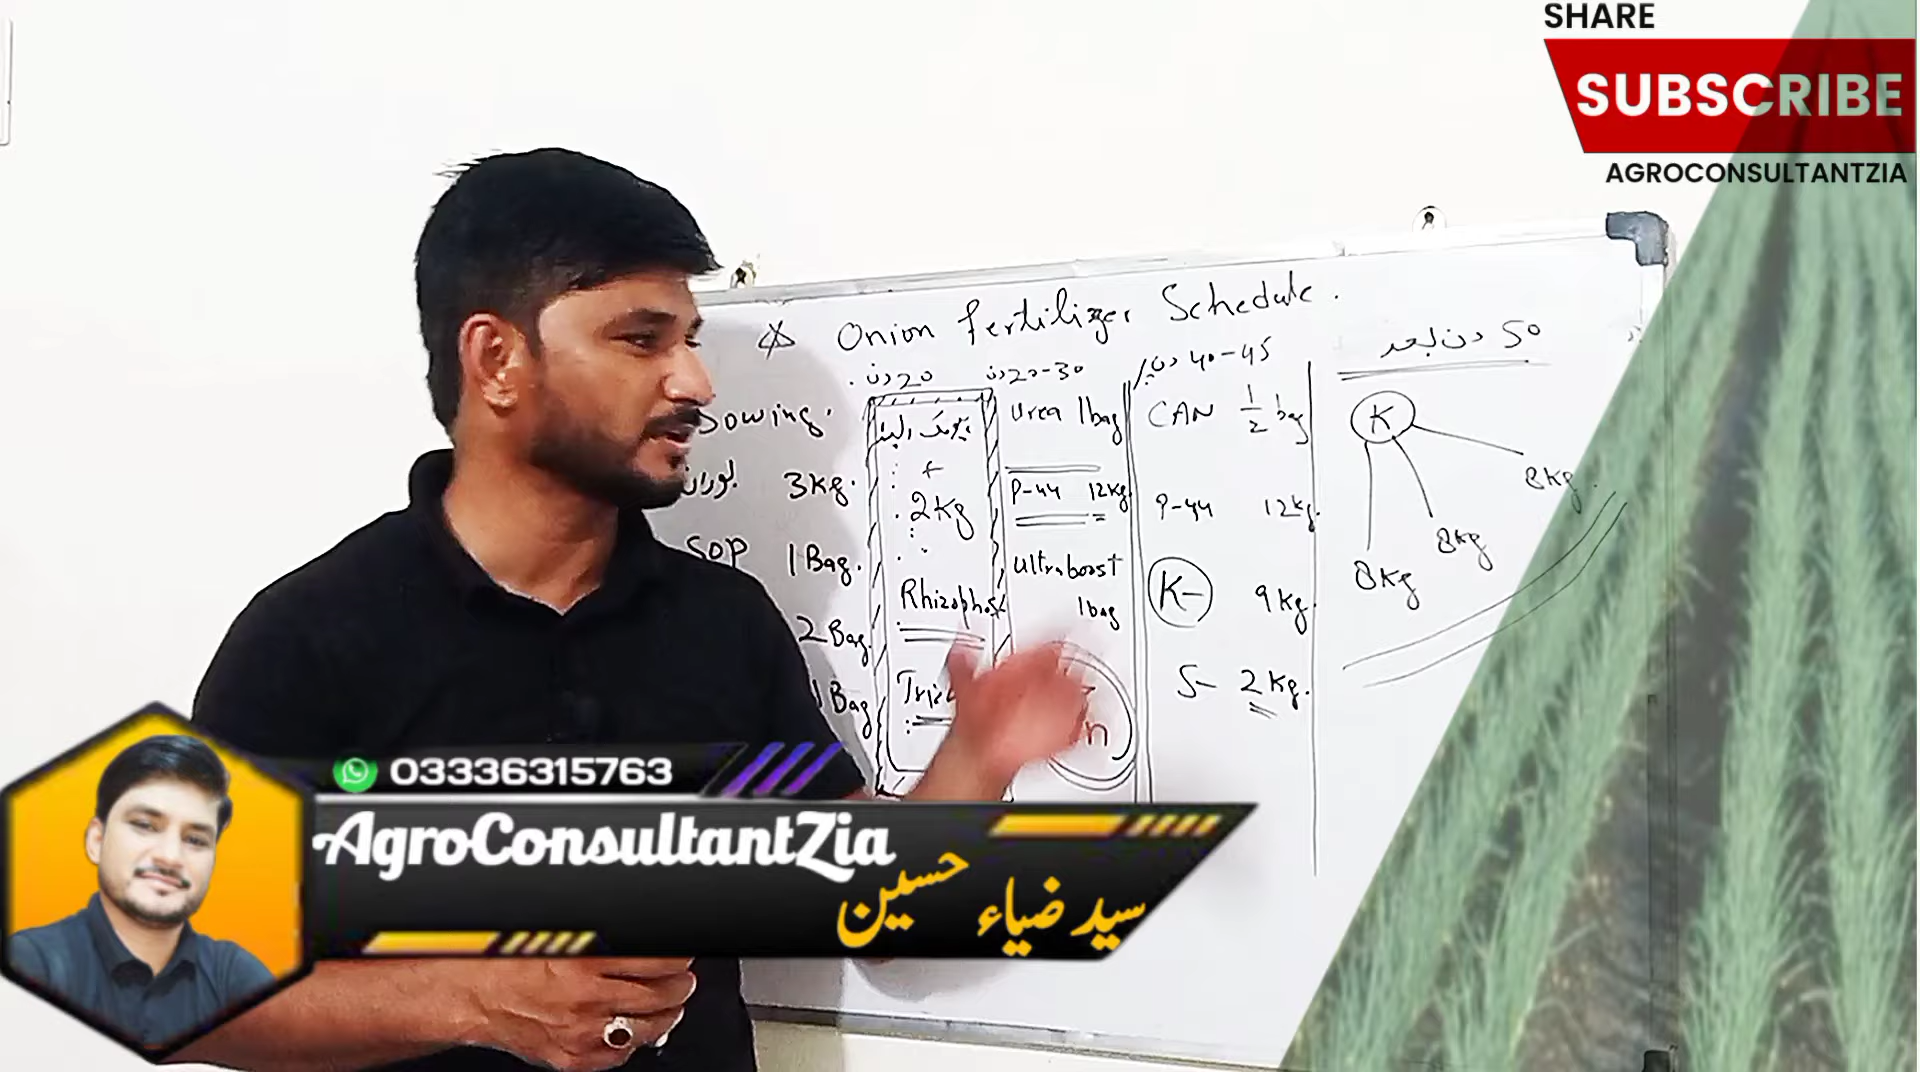 SHARE
SUBSCRIBE
AGROCONSULTANTZIA
Onion Fertilizer Schedule.
Sowing.
3Kg.
SOP 1Bag.
2Bag
1Bag
20 دن
+
2Kg
Rhizophos
20-30 دن
Urea 1bag
P-44 12Kg
Ultraboost
1bag
40-45 دن
CAN 1/2 bag
P-44 12Kg.
K- 9Kg.
S- 2Kg.
50 دن بعد
K
8Kg.
8Kg
8Kg
03336315763
AgroConsultantZia
سید ضیاء حسین